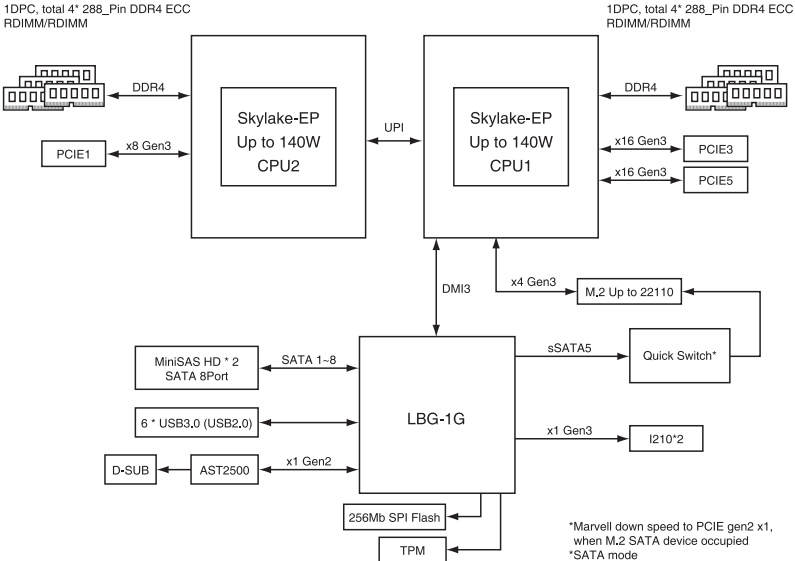 1DPC, total 4* 288_Pin DDR4 ECC
RDIMM/RDIMM
1DPC, total 4* 288_Pin DDR4 ECC
RDIMM/RDIMM
DDR4
Skylake-EP
Up to 140W
CPU2
UPI
Skylake-EP
Up to 140W
CPU1
DDR4
PCIE1
x8 Gen3
x16 Gen3
PCIE3
x16 Gen3
PCIE5
DMI3
x4 Gen3
M.2 Up to 22110
MiniSAS HD * 2
SATA 8Port
SATA 1~8
LBG-1G
sSATA5
Quick Switch*
6 * USB3.0 (USB2.0)
x1 Gen3
I210*2
D-SUB
AST2500
x1 Gen2
256Mb SPI Flash
TPM
*Marvell down speed to PCIE gen2 x1,
when M.2 SATA device occupied
*SATA mode